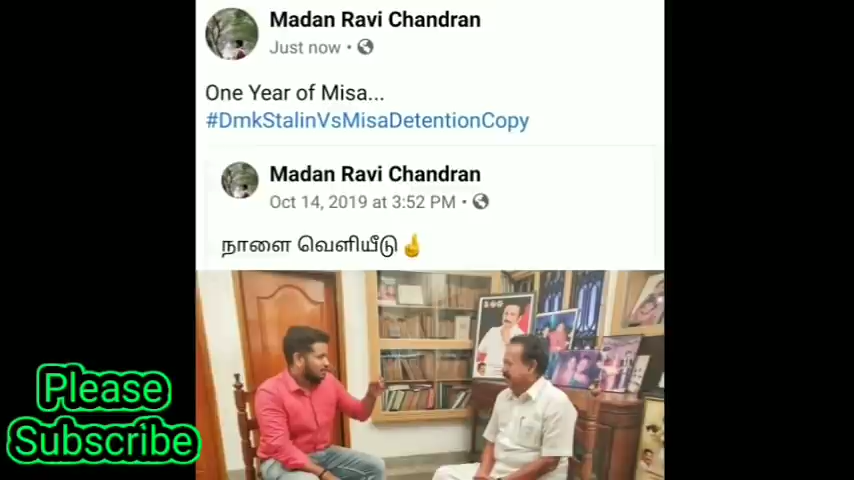 Madan Ravi Chandran
Just now •
One Year of Misa...
#DmkStalinVsMisaDetentionCopy
Madan Ravi Chandran
Oct 14, 2019 at 3:52 PM •
நாளை வெளியீடு
Please
Subscribe